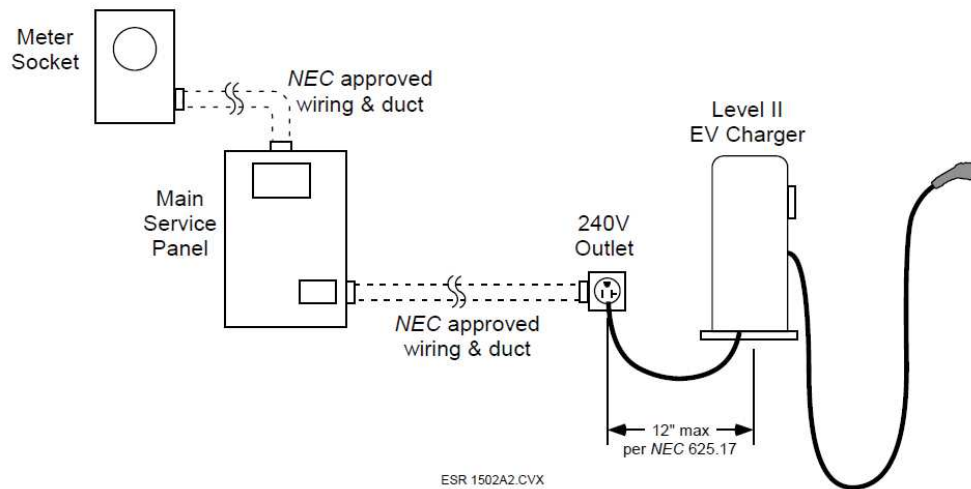 Meter
Socket
NEC approved
wiring & duct
Main
Service
Panel
NEC approved
wiring & duct
240V
Outlet
Level II
EV Charger
12" max
per NEC 625.17
ESR 1502A2.CVX